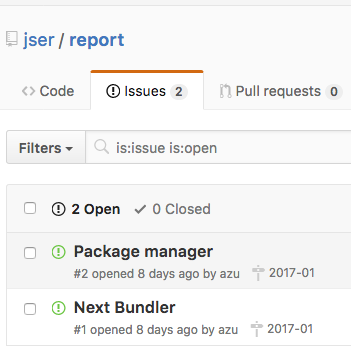 jser / report
Code Issues 2 Pull requests 0
Filters is:issue is:open
2 Open 0 Closed
Package manager
#2 opened 8 days ago by azu 2017-01
Next Bundler
#1 opened 8 days ago by azu 2017-01